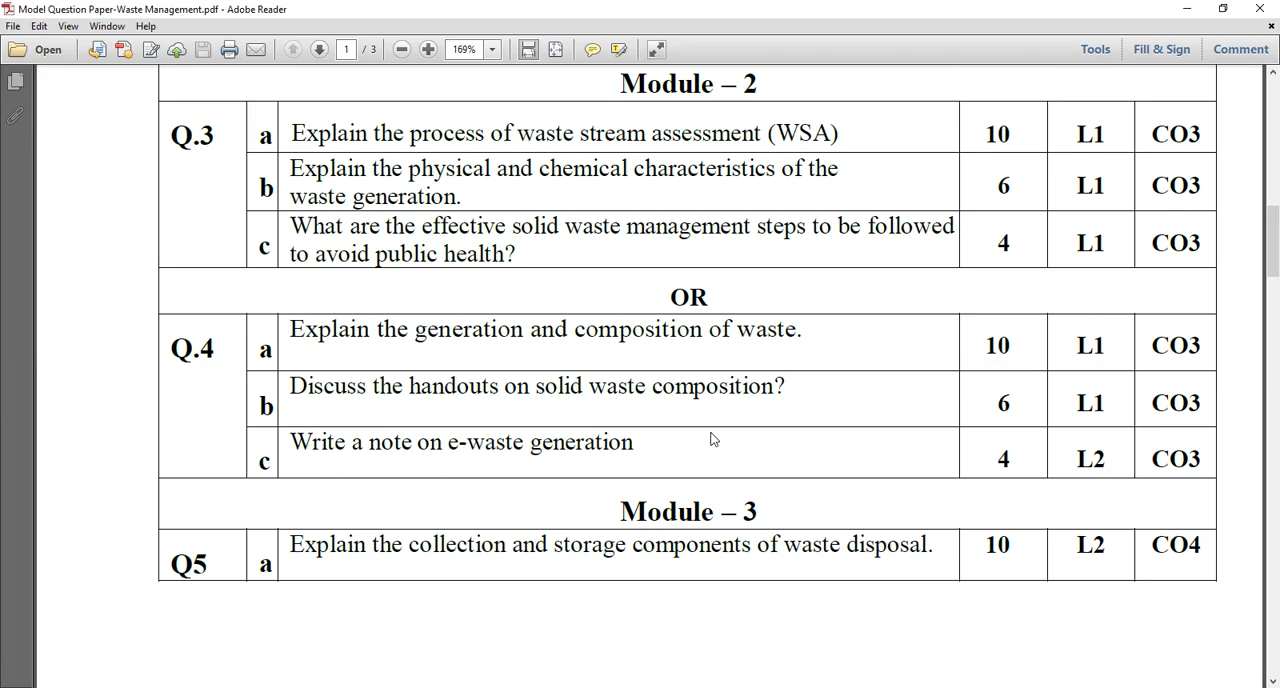 Model Question Paper-Waste Management.pdf - Adobe Reader
File Edit View Window Help
Open 1 / 3 169% Tools Fill & Sign Comment
Module – 2
Q.3 a Explain the process of waste stream assessment (WSA) 10 L1 CO3
b Explain the physical and chemical characteristics of the
waste generation. 6 L1 CO3
c What are the effective solid waste management steps to be followed
to avoid public health? 4 L1 CO3
OR
Q.4 a Explain the generation and composition of waste. 10 L1 CO3
b Discuss the handouts on solid waste composition? 6 L1 CO3
c Write a note on e-waste generation 4 L2 CO3
Module – 3
Q5 a Explain the collection and storage components of waste disposal. 10 L2 CO4